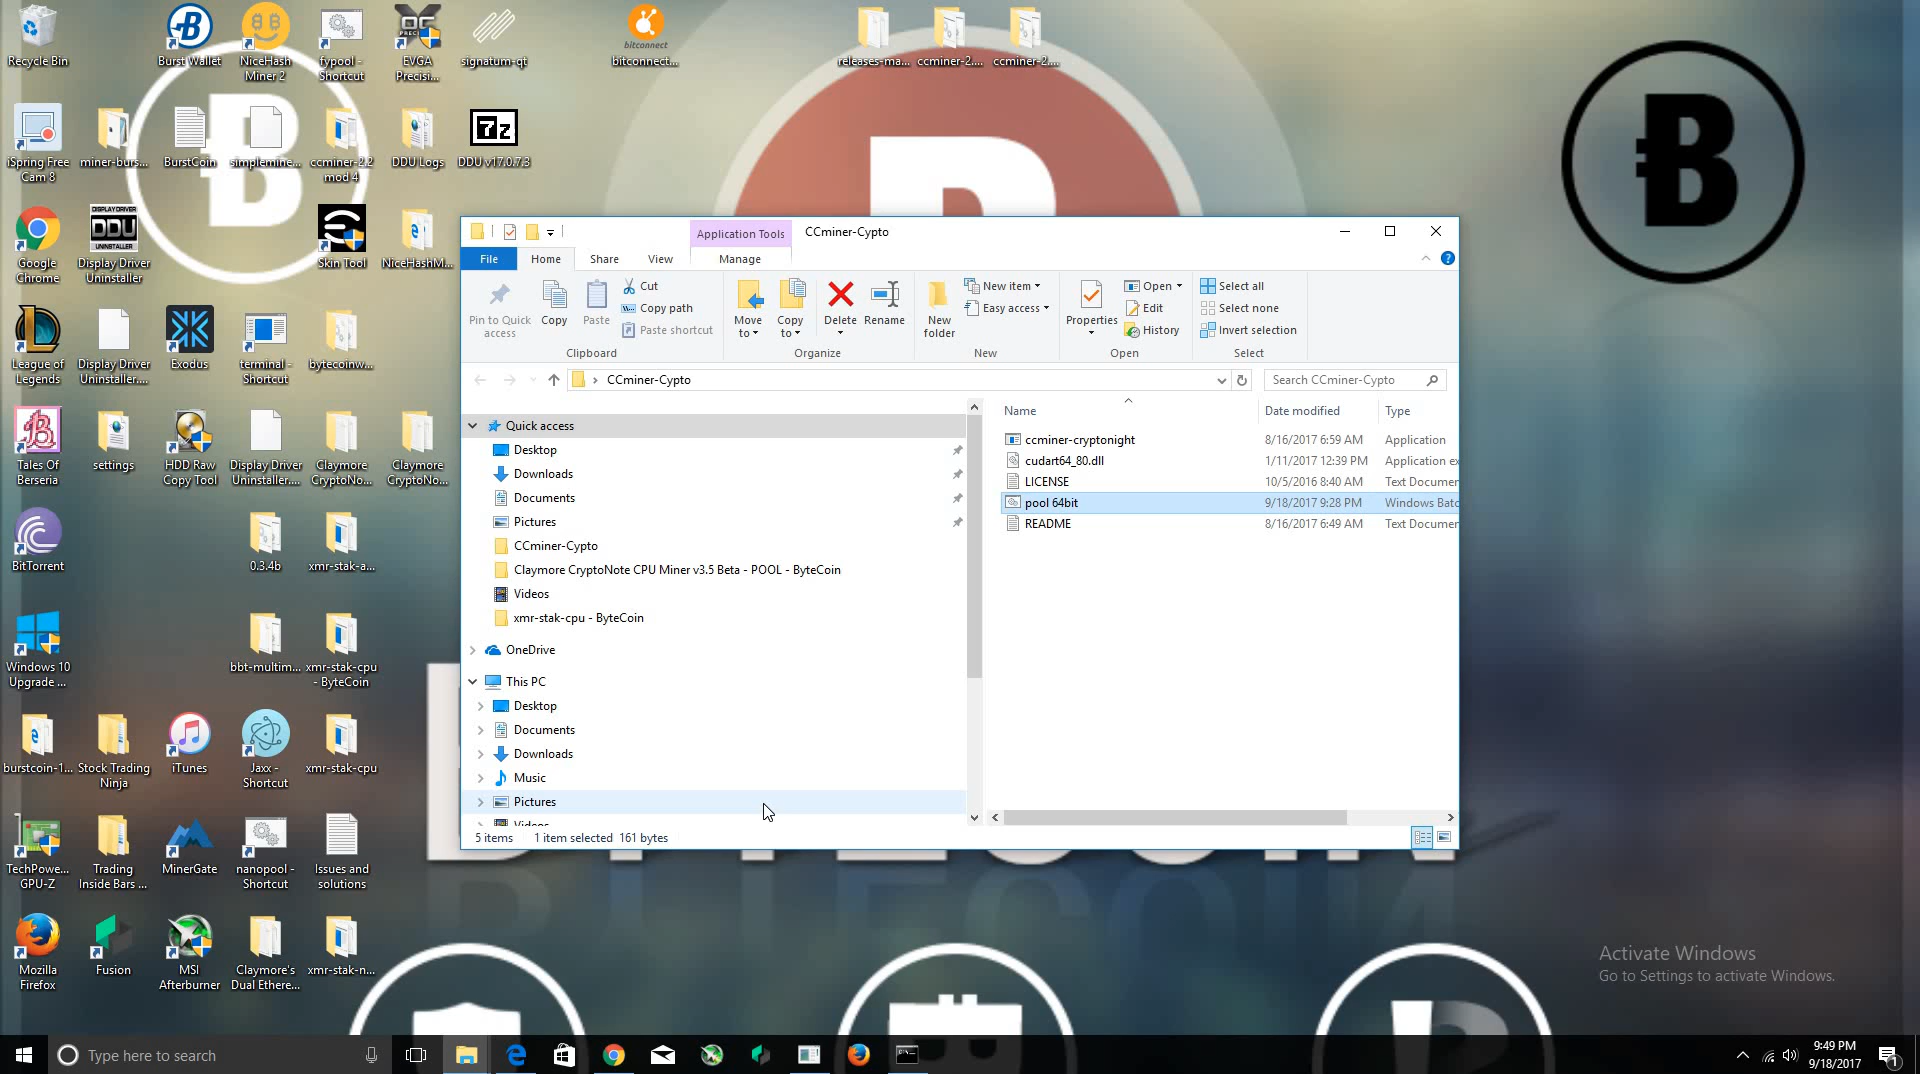 Recycle Bin
Burst Wallet
NiceHash
Miner 2
fypool -
Shortcut
EVGA
Precisi...
signatum-qt
bitconnect
bitconnect...
releases-ma...
ccminer-2....
ccminer-2....
iSpring Free
Cam 8
miner-burs...
BurstCoin
simplemine...
ccminer-2.2
mod 4
DDU Logs
7z
DDU v17.0.7.3
Google
Chrome
DISPLAY DRIVER
DDU
UNINSTALLER
Display Driver
Uninstaller
Skin Tool
NiceHashM...
League of
Legends
Display Driver
Uninstaller....
Exodus
terminal -
Shortcut
bytecoinw...
Tales Of
Berseria
settings
HDD Raw
Copy Tool
Display Driver
Uninstaller....
Claymore
CryptoNo...
Claymore
CryptoNo...
BitTorrent
0.3.4b
xmr-stak-a...
Windows 10
Upgrade ...
bbt-multim...
xmr-stak-cpu
- ByteCoin
burstcoin-1...
Stock Trading
Ninja
iTunes
Jaxx -
Shortcut
xmr-stak-cpu
TechPowe...
GPU-Z
Trading
Inside Bars ...
MinerGate
nanopool -
Shortcut
Issues and
solutions
Mozilla
Firefox
Fusion
MSI
Afterburner
Claymore's
Dual Ethere...
xmr-stak-n...
Application Tools
CCminer-Cypto
File
Home
Share
View
Manage
Pin to Quick
access
Copy
Paste
Cut
Copy path
Paste shortcut
Clipboard
Move
to
Copy
to
Delete
Rename
Organize
New
folder
New item
Easy access
New
Properties
Open
Edit
History
Open
Select all
Select none
Invert selection
Select
CCminer-Cypto
Search CCminer-Cypto
Quick access
Desktop
Downloads
Documents
Pictures
CCminer-Cypto
Claymore CryptoNote CPU Miner v3.5 Beta - POOL - ByteCoin
Videos
xmr-stak-cpu - ByteCoin
OneDrive
This PC
Desktop
Documents
Downloads
Music
Pictures
Videos
Name Date modified Type
ccminer-cryptonight 8/16/2017 6:59 AM Application
cudart64_80.dll 1/11/2017 12:39 PM Application ex
LICENSE 10/5/2016 8:40 AM Text Documen
pool 64bit 9/18/2017 9:28 PM Windows Batc
README 8/16/2017 6:49 AM Text Documen
5 items 1 item selected 161 bytes
Activate Windows
Go to Settings to activate Windows.
Type here to search
9:49 PM
9/18/2017
1